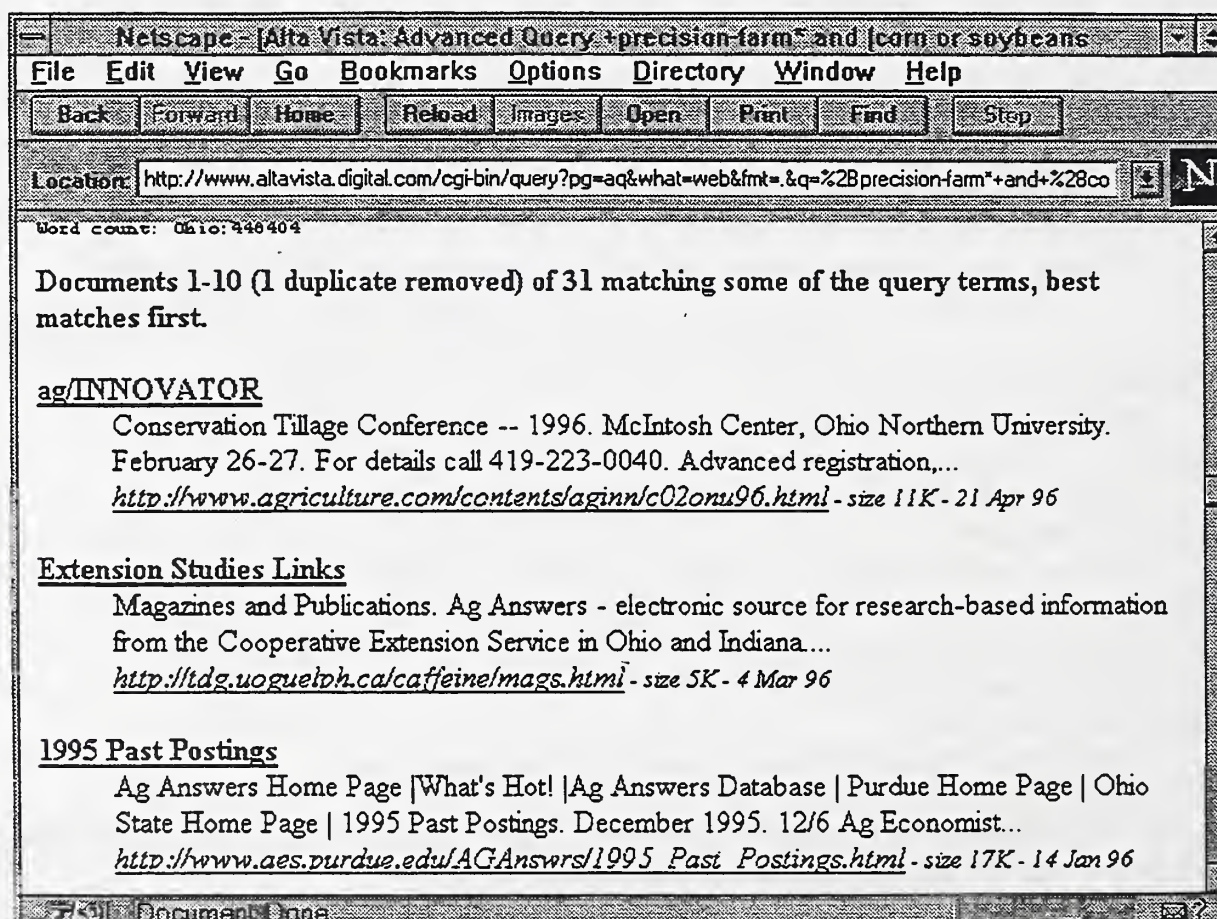 Netscape - [Alta Vista: Advanced Query +precision-farm* and [corn or soybeans
File Edit View Go Bookmarks Options Directory Window Help
Back Forward Home Reload Images Open Print Find Stop
Location: http://www.altavista.digital.com/cgi-bin/query?pg=aq&what=web&fmt=.&q=%2Bprecision-farm*+and+%28co N
Word count: Ohio:448404
Documents 1-10 (1 duplicate removed) of 31 matching some of the query terms, best
matches first.
ag/INNOVATOR
Conservation Tillage Conference -- 1996. McIntosh Center, Ohio Northern University.
February 26-27. For details call 419-223-0040. Advanced registration,...
http://www.agriculture.com/contents/aginn/c02onu96.html - size 11K - 21 Apr 96
Extension Studies Links
Magazines and Publications. Ag Answers - electronic source for research-based information
from the Cooperative Extension Service in Ohio and Indiana....
http://tdg.uoguelph.ca/caffeine/mags.html - size 5K - 4 Mar 96
1995 Past Postings
Ag Answers Home Page |What's Hot! |Ag Answers Database | Purdue Home Page | Ohio
State Home Page | 1995 Past Postings. December 1995. 12/6 Ag Economist...
http://www.aes.purdue.edu/AGAnswrs/1995_Past_Postings.html - size 17K - 14 Jan 96
Document: Done